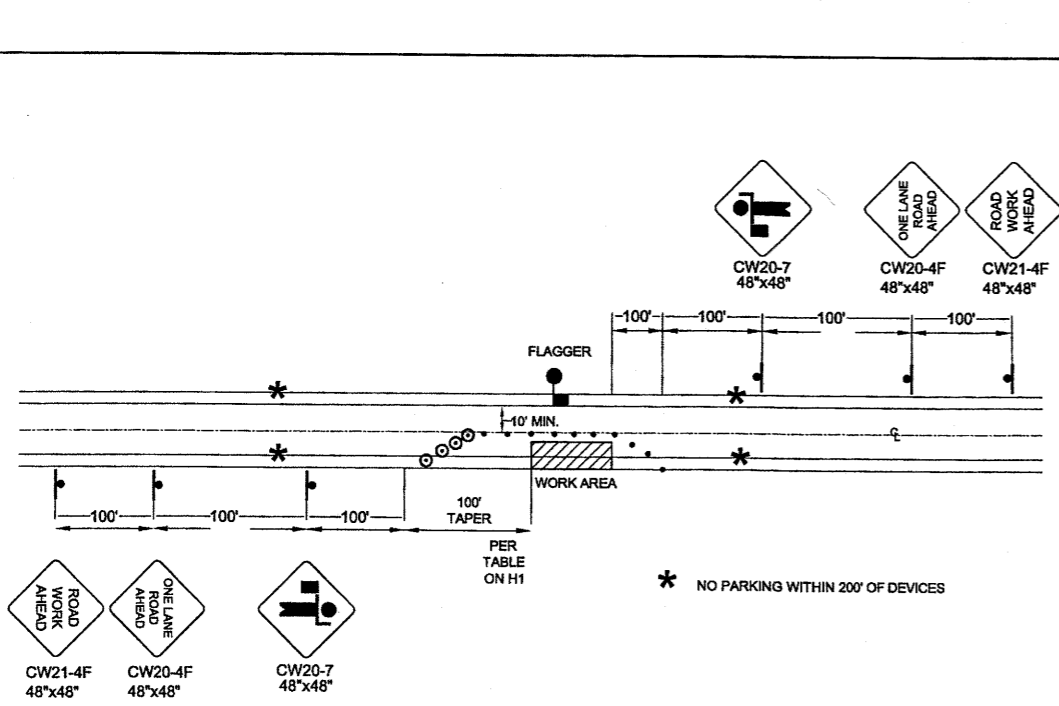 ONE LANE
ROAD
AHEAD
ROAD
WORK
AHEAD
CW20-7
48"x48"
CW20-4F
48"x48"
CW21-4F
48"x48"
100'
100'
100'
100'
FLAGGER
10' MIN.
℄
WORK AREA
100'
100'
100'
100'
TAPER
PER
TABLE
ON H1
* NO PARKING WITHIN 200' OF DEVICES
ROAD
WORK
AHEAD
ONE LANE
ROAD
AHEAD
CW21-4F
48"x48"
CW20-4F
48"x48"
CW20-7
48"x48"